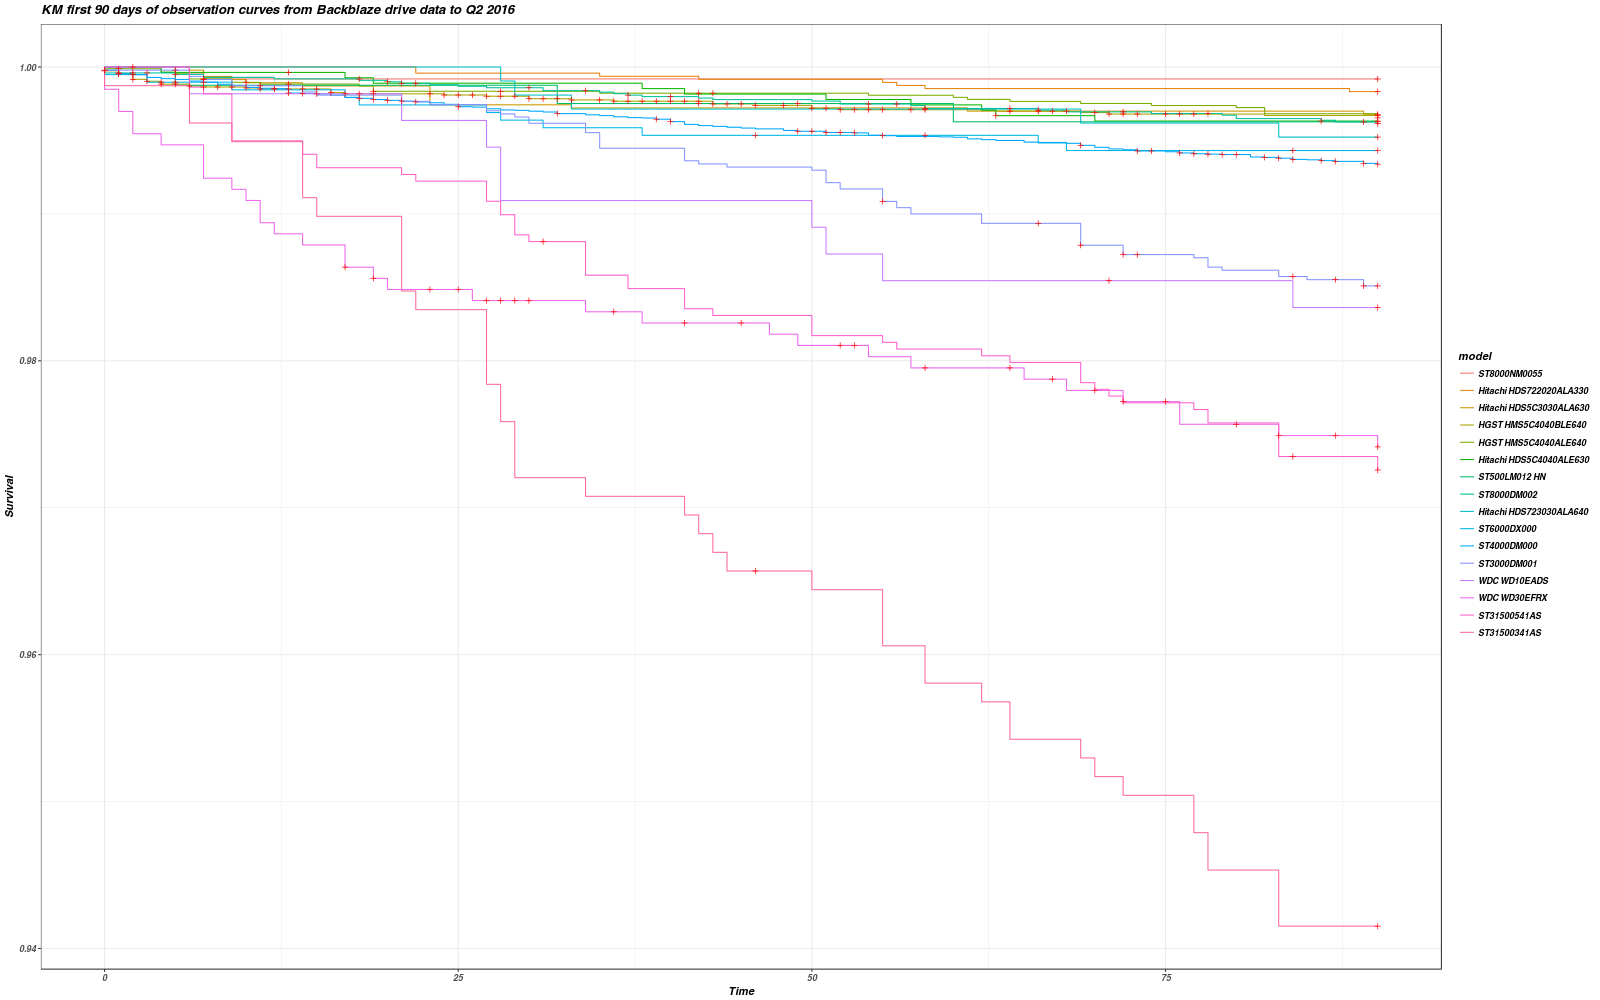 KM first 90 days of observation curves from Backblaze drive data to Q2 2016
1.00
0.98
0.96
0.94
Survival
0
25
50
75
Time
model
ST8000NM0055
Hitachi HDS722020ALA330
Hitachi HDS5C3030ALA630
HGST HMS5C4040BLE640
HGST HMS5C4040ALE640
Hitachi HDS5C4040ALE630
ST500LM012 HN
ST8000DM002
Hitachi HDS723030ALA640
ST6000DX000
ST4000DM000
ST3000DM001
WDC WD10EADS
WDC WD30EFRX
ST31500541AS
ST31500341AS